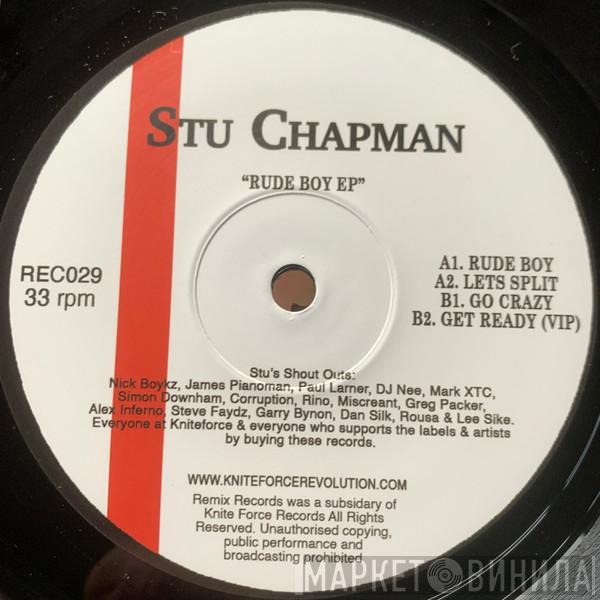 STU CHAPMAN
"RUDE BOY EP"
REC029
33 rpm
A1. RUDE BOY
A2. LETS SPLIT
B1. GO CRAZY
B2. GET READY (VIP)
Stu's Shout Outs:
Nick Boykz, James Pianoman, Paul Larner, DJ Nee, Mark XTC,
Simon Downham, Corruption, Rino, Miscreant, Greg Packer,
Alex Inferno, Steve Faydz, Garry Bynon, Dan Silk, Rousa & Lee Sike.
Everyone at Kniteforce & everyone who supports the labels & artists
by buying these records.
WWW.KNITEFORCEREVOLUTION.COM
Remix Records was a subsidary of
Knite Force Records All Rights
Reserved. Unauthorised copying,
public performance and
broadcasting prohibited
МАРКЕТ ВИНИЛА